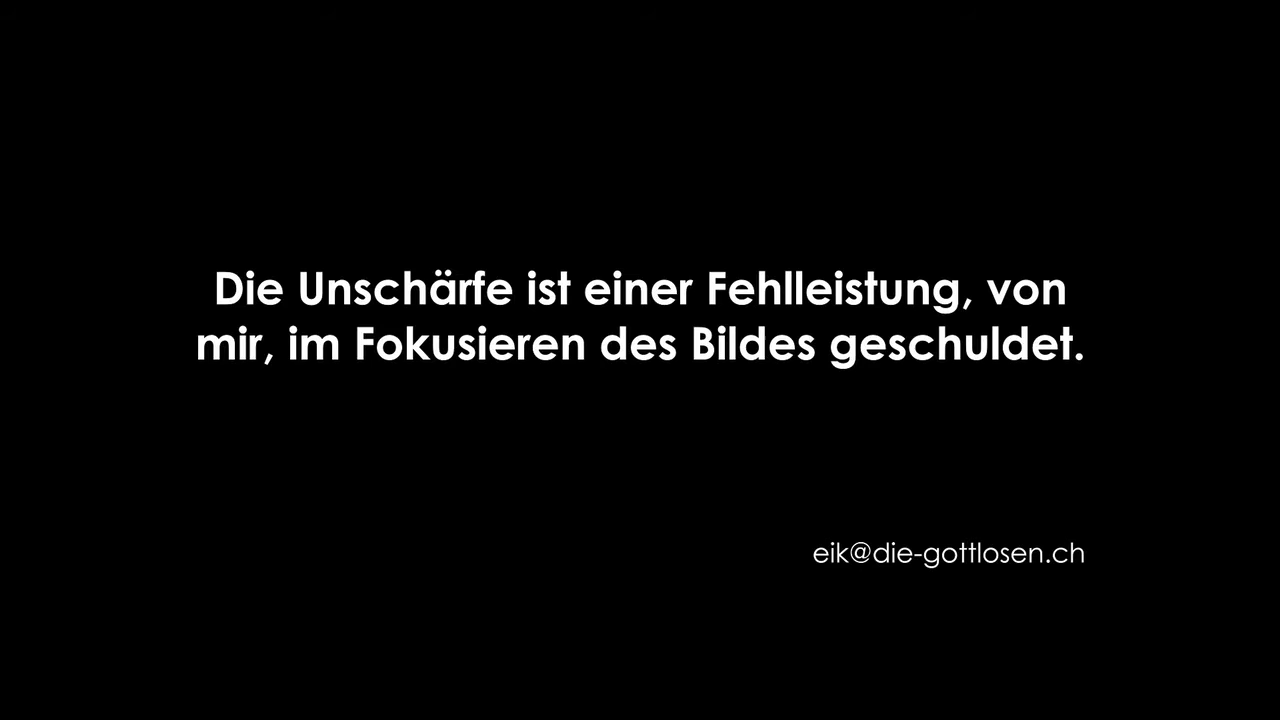 Die Unschärfe ist einer Fehlleistung, von
mir, im Fokusieren des Bildes geschuldet.
eik@die-gottlosen.ch